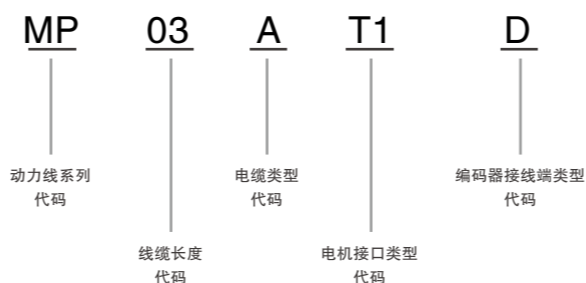 MP 03 A T1 D
动力线系列
代码
电缆类型
代码
编码器接线端类型
代码
线缆长度
代码
电机接口类型
代码